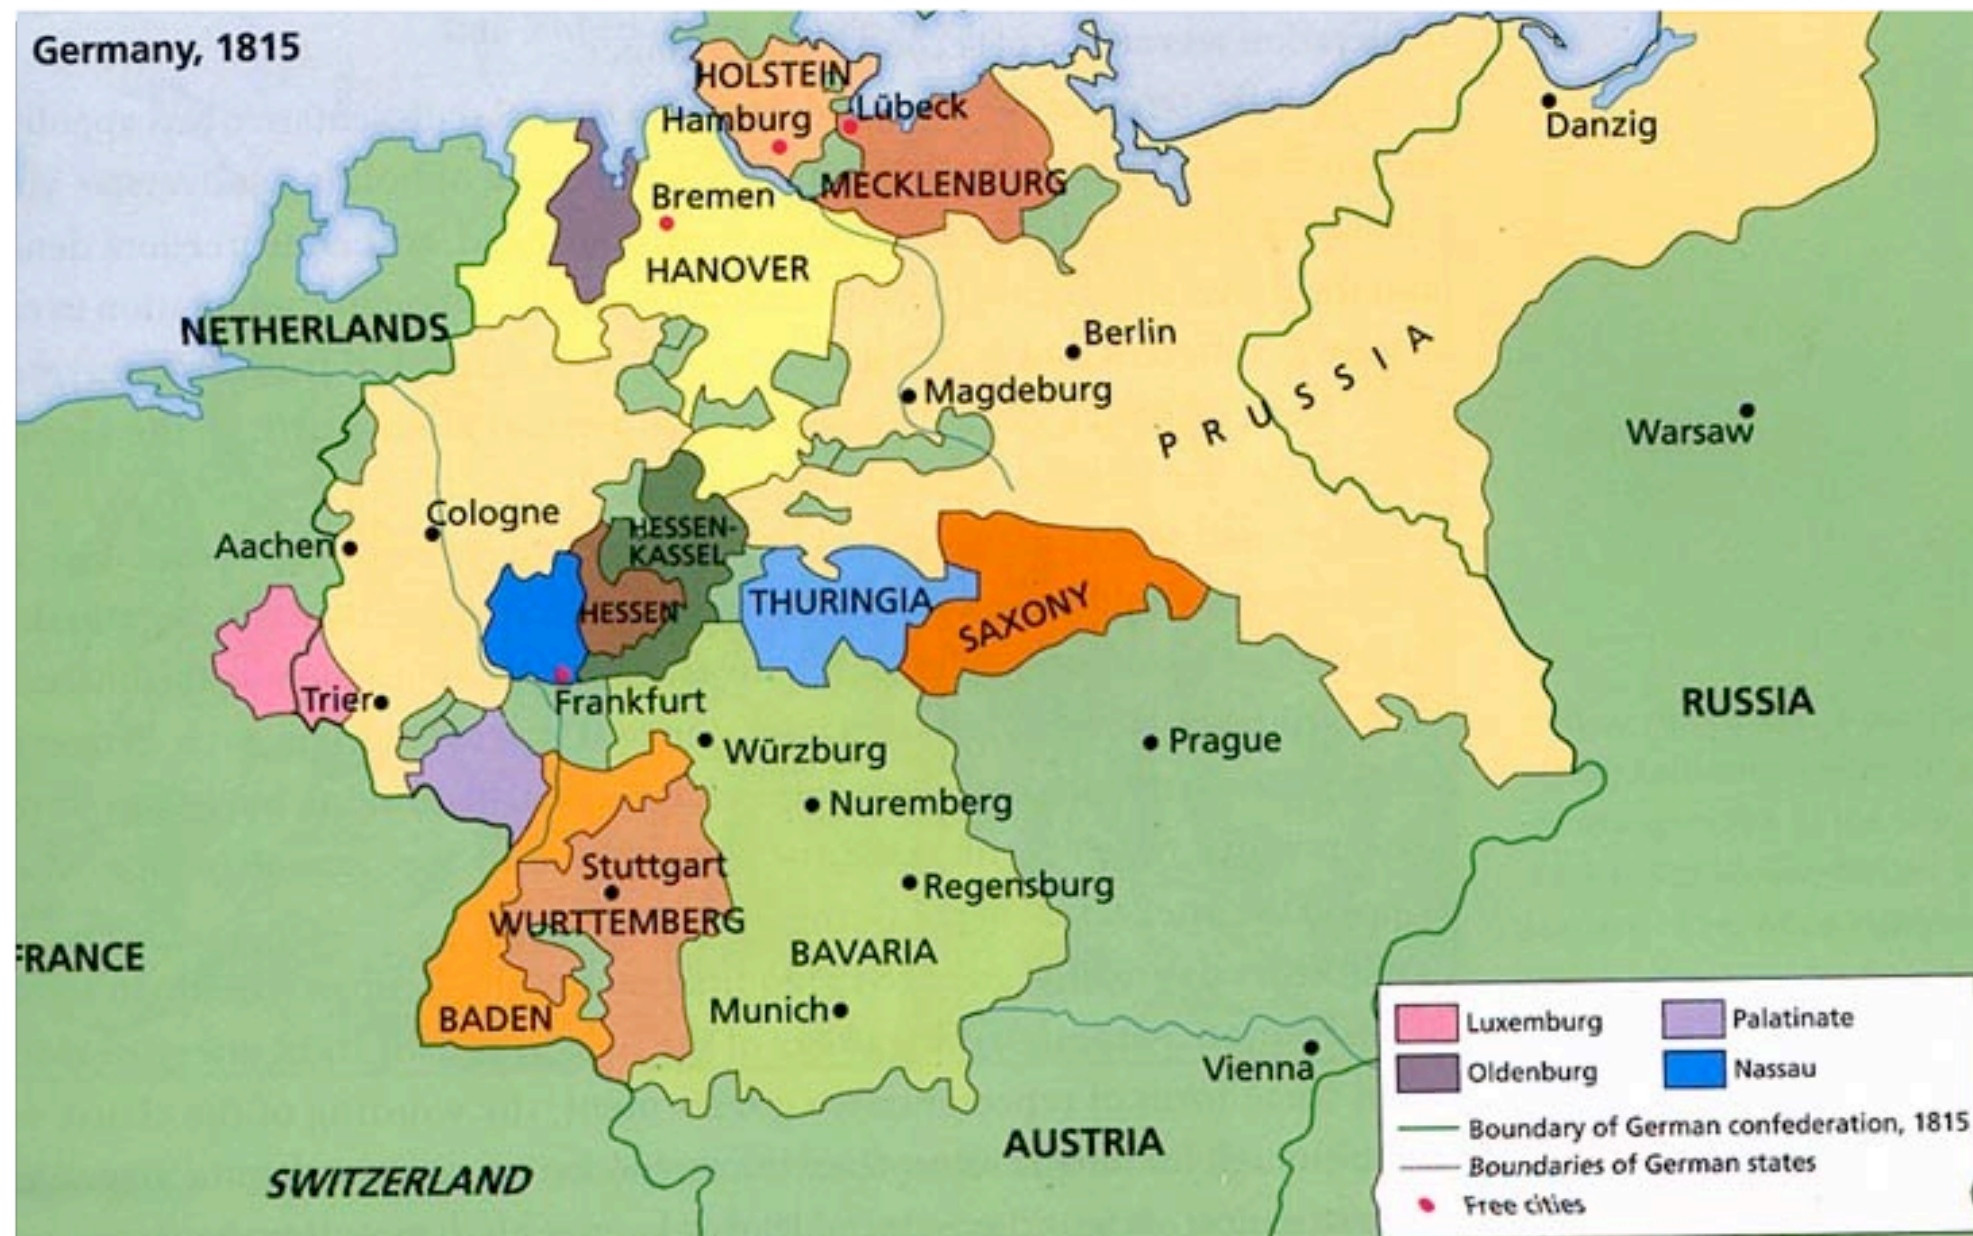 Germany, 1815
HOLSTEIN
Hamburg
Lübeck
Danzig
MECKLENBURG
Bremen
HANOVER
NETHERLANDS
Berlin
Magdeburg
PRUSSIA
Warsaw
Cologne
Aachen
HESSEN-
KASSEL
HESSEN
THURINGIA
SAXONY
Trier
Frankfurt
RUSSIA
Würzburg
Prague
Nuremberg
Stuttgart
Regensburg
WURTTEMBERG
FRANCE
BAVARIA
BADEN
Munich
Vienna
AUSTRIA
SWITZERLAND
Luxemburg
Palatinate
Oldenburg
Nassau
Boundary of German confederation, 1815
Boundaries of German states
Free cities